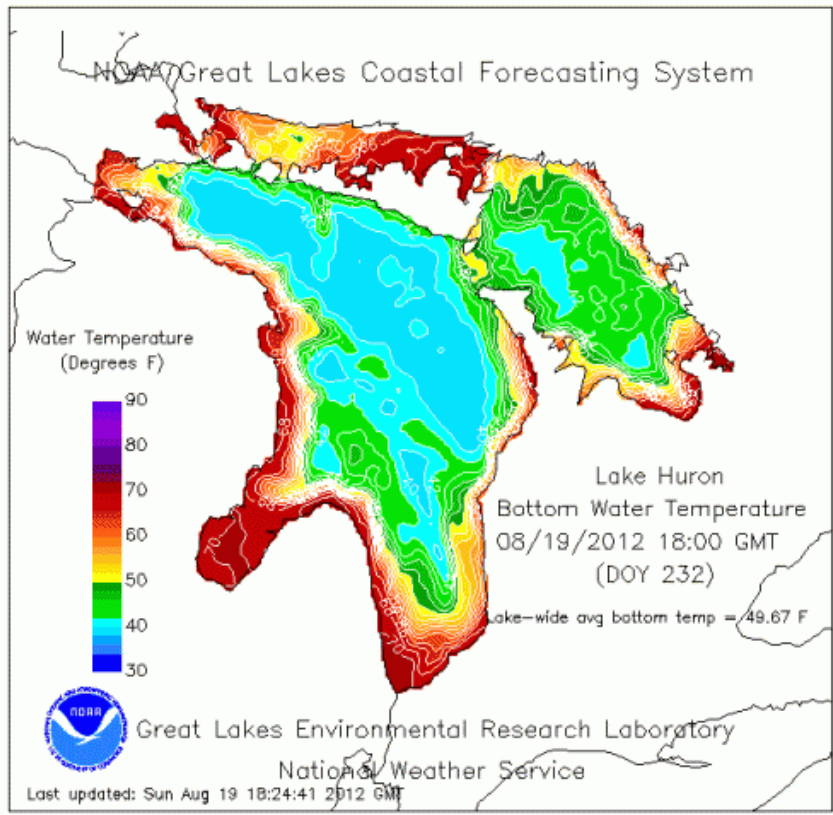 NOAA/Great Lakes Coastal Forecasting System
Water Temperature
(Degrees F)
90
80
70
60
50
40
30
Lake Huron
Bottom Water Temperature
08/19/2012 18:00 GMT
(DOY 232)
Lake-wide avg bottom temp = 49.67 F
NOAA
Great Lakes Environmental Research Laboratory
National Weather Service
Last updated: Sun Aug 19 18:24:41 2012 GMT